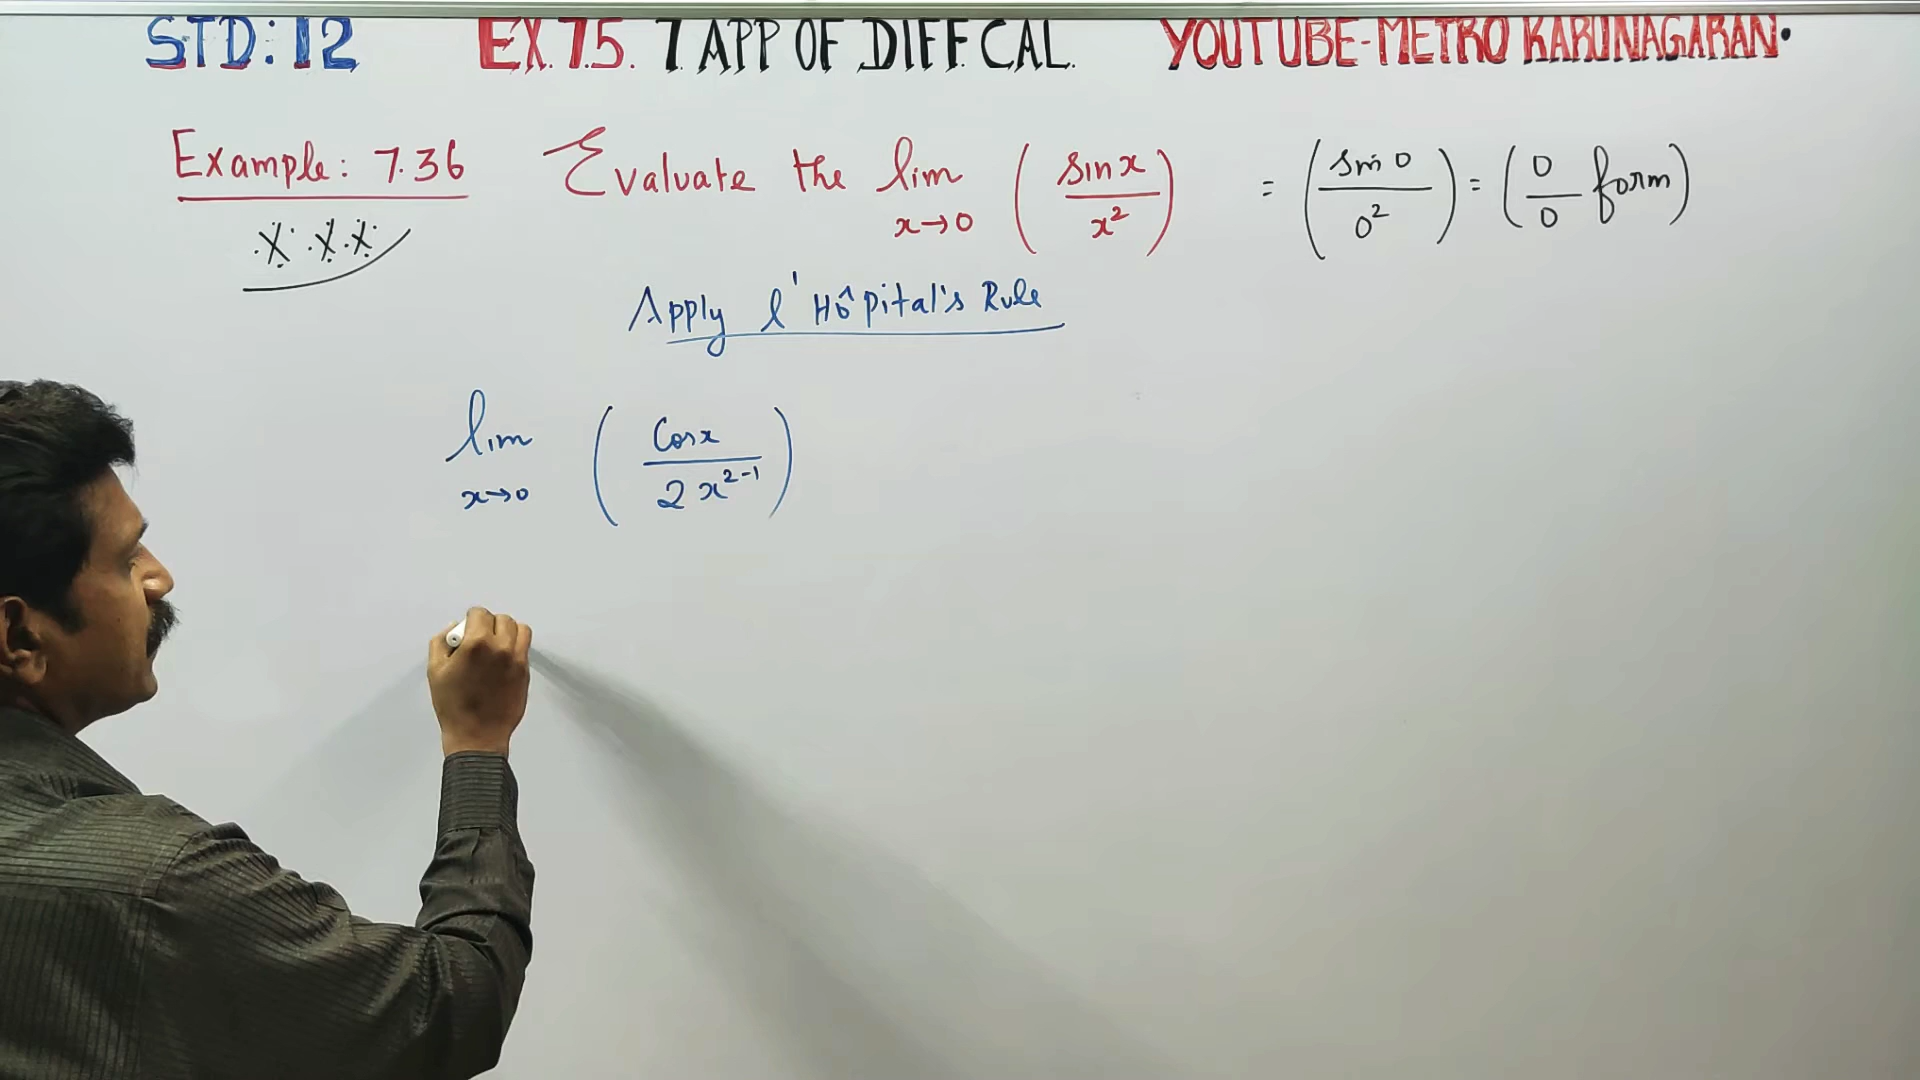 STD: 12 EX. 7.5. 7 APP OF DIFF. CAL. YOUTUBE-METRO KARUNAGARAN.
Example: 7.36 Evaluate the lim x→0 ( sin x / x² ) = ( sin 0 / 0² ) = ( 0 / 0 form )
Apply l'Hôpital's Rule
lim x→0 ( Cos x / 2 x²⁻¹ )